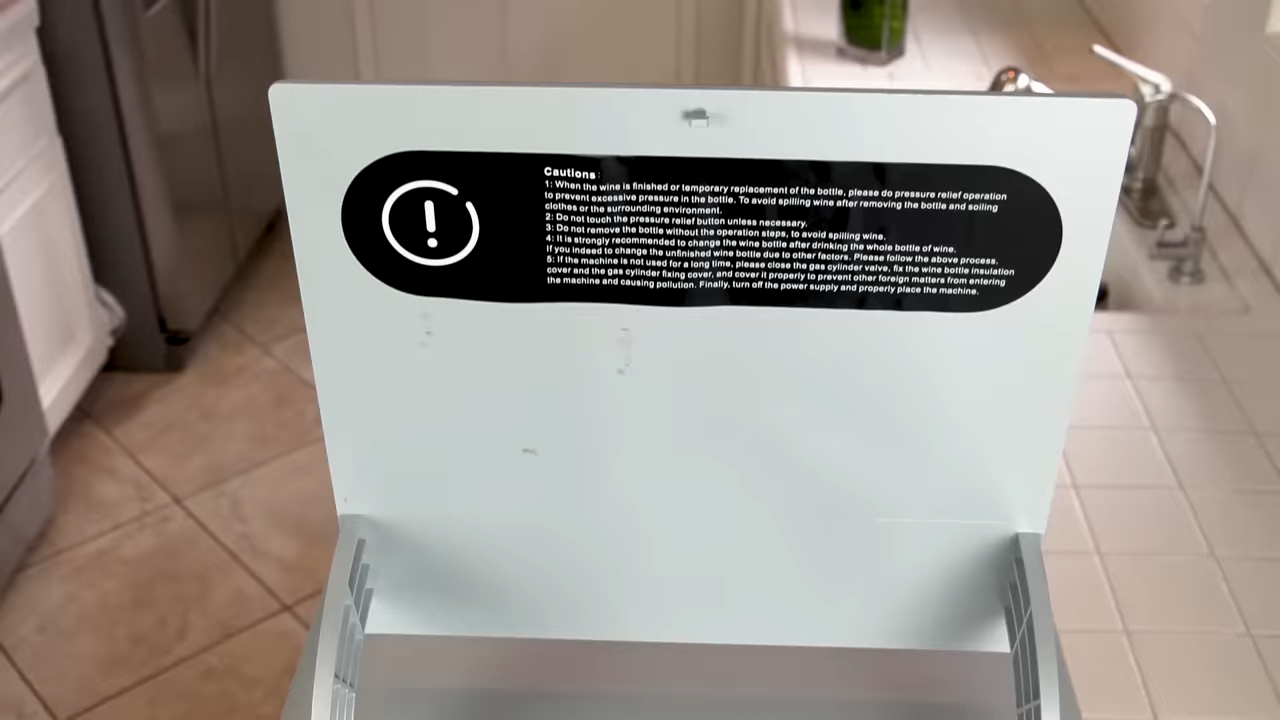 Cautions:
1: When the wine is finished or temporary replacement of the bottle, please do pressure relief operation
to prevent excessive pressure in the bottle. To avoid spilling wine after removing the bottle and soiling
clothes or the surrounding environment.
2: Do not touch the pressure relief button unless necessary.
3: Do not remove the bottle without the operation steps, to avoid spilling wine.
4: It is strongly recommended to change the wine bottle after drinking the whole bottle of wine.
If you indeed to change the unfinished wine bottle due to other factors. Please follow the above process.
5: If the machine is not used for a long time, please close the gas cylinder valve, fix the wine bottle insulation
cover and the gas cylinder fixing cover, and cover it properly to prevent other foreign matters from entering
the machine and causing pollution. Finally, turn off the power supply and properly place the machine.